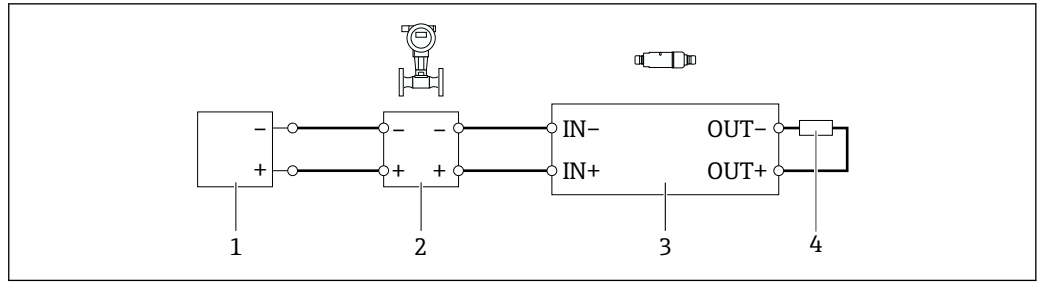 − − − IN− OUT−
+ + + IN+ OUT+
1 2 3 4